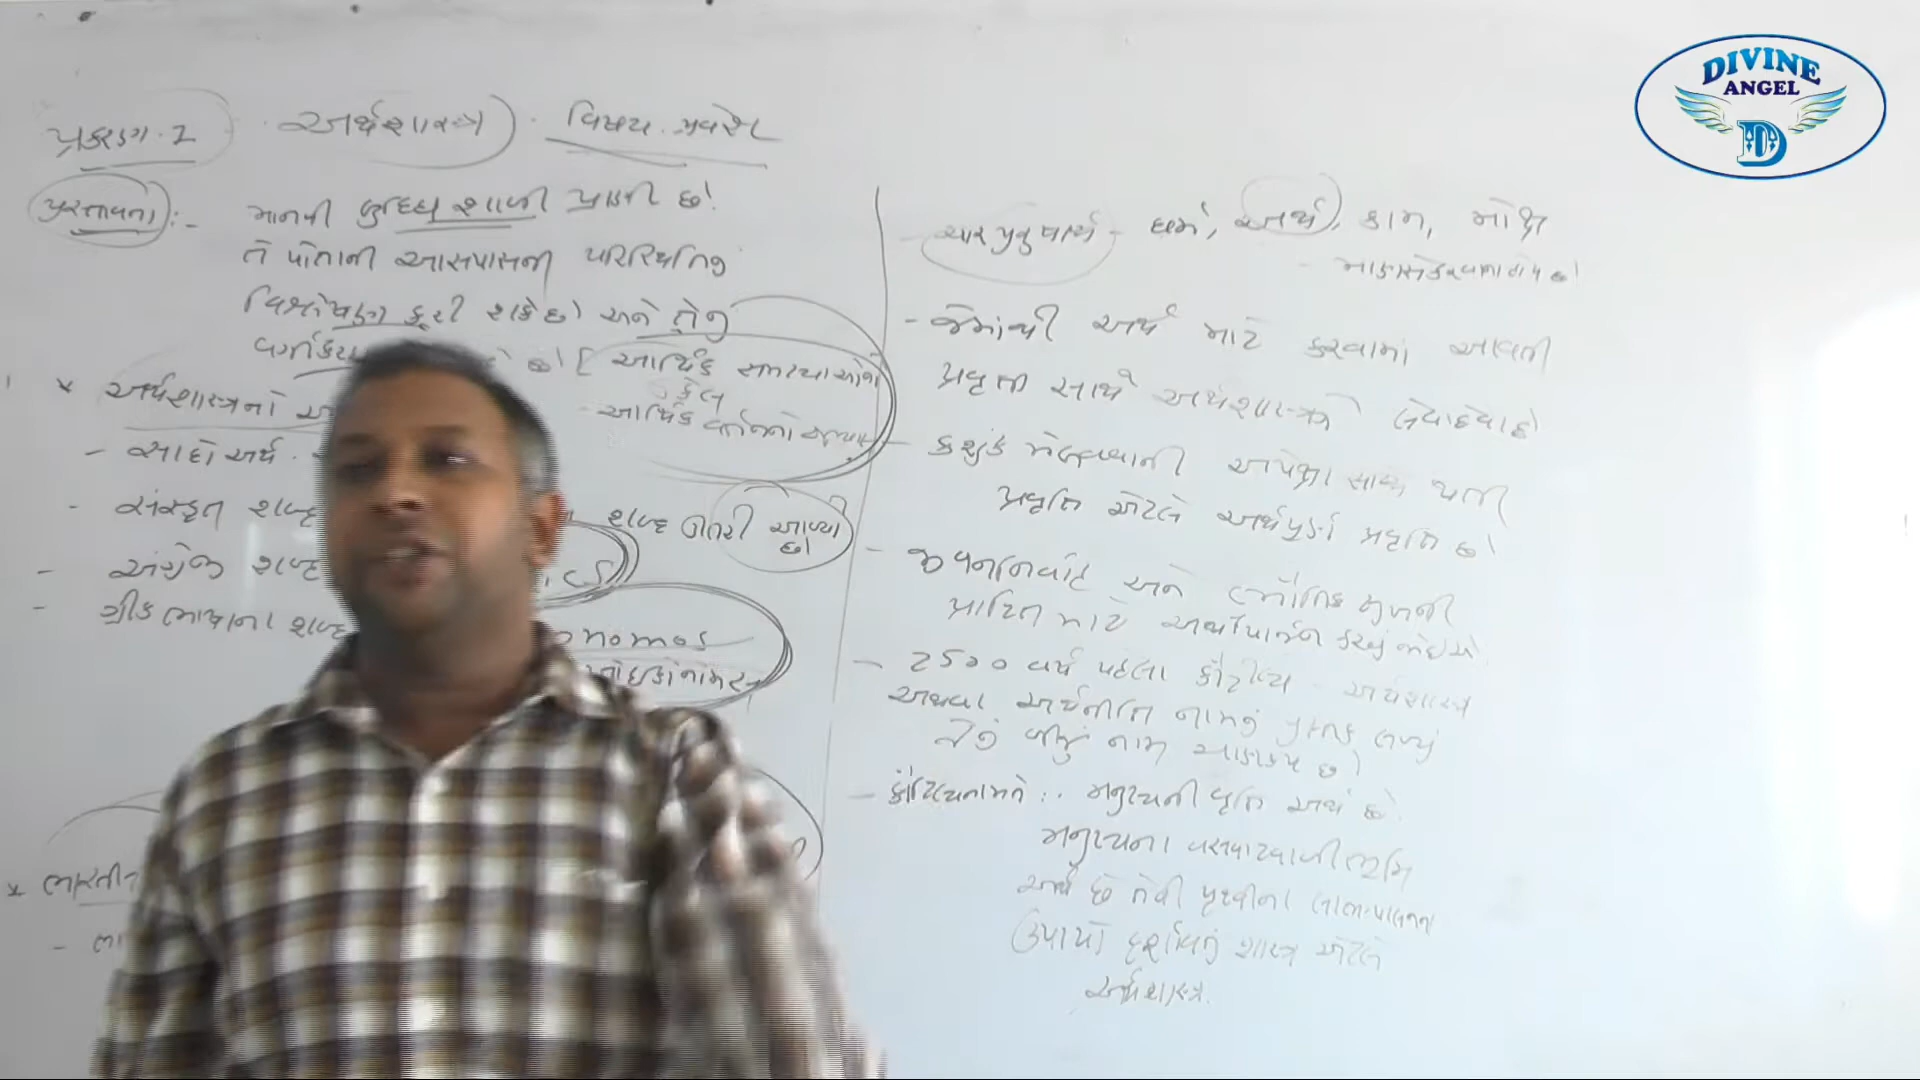 પ્રકરણ-1 અર્થશાસ્ત્ર વિષય પ્રવેશ
પ્રસ્તાવના :- માનવી બુદ્ધિશાળી પ્રાણી છે.
તે પોતાની આસપાસની પરિસ્થિતિનું
વિશ્લેષણ કરી શકે છે અને તેનું
છે [ આર્થિક સમસ્યાઓ
આર્થિક વર્તનનો
* અર્થશાસ્ત્રનો
- સાદો અર્થ.
- સંસ્કૃત શબ્દ
શબ્દ ઉતરી આવ્યો છે
- અંગ્રેજી શબ્દ
- ગ્રીક ભાષાના શબ્દ
nomos
* ભારતીય
- ચાર પુરુષાર્થ - ધર્મ, અર્થ, કામ, મોક્ષ
- જેમાંથી અર્થ માટે કરવામાં આવતી
પ્રવૃત્તિ સાથે અર્થશાસ્ત્રને લેવાદેવા છે
- કશુંક મેળવવાની અપેક્ષા સાથે થતી
પ્રવૃત્તિ એટલે અર્થપૂર્ણ પ્રવૃત્તિ છે
- જીવનનિર્વાહ અને ભૌતિક સુખની
પ્રાપ્તિ માટે અર્થોપાર્જન કરવું જોઇએ
- 2500 વર્ષ પહેલા કૌટિલ્ય - અર્થશાસ્ત્ર
અથવા અર્થનીતિ નામનું પુસ્તક લખ્યું
જેનું બીજું નામ ચાણક્ય છે
- કૌટિલ્યના મતે :- મનુષ્યની વૃત્તિ અર્થ છે.
મનુષ્યના વસવાટવાળી ભૂમિ
અર્થ છે તેવી પૃથ્વીના લાભ-પાલનના
ઉપાયો દર્શાવતું શાસ્ત્ર એટલે
અર્થશાસ્ત્ર.
DIVINE
ANGEL
D